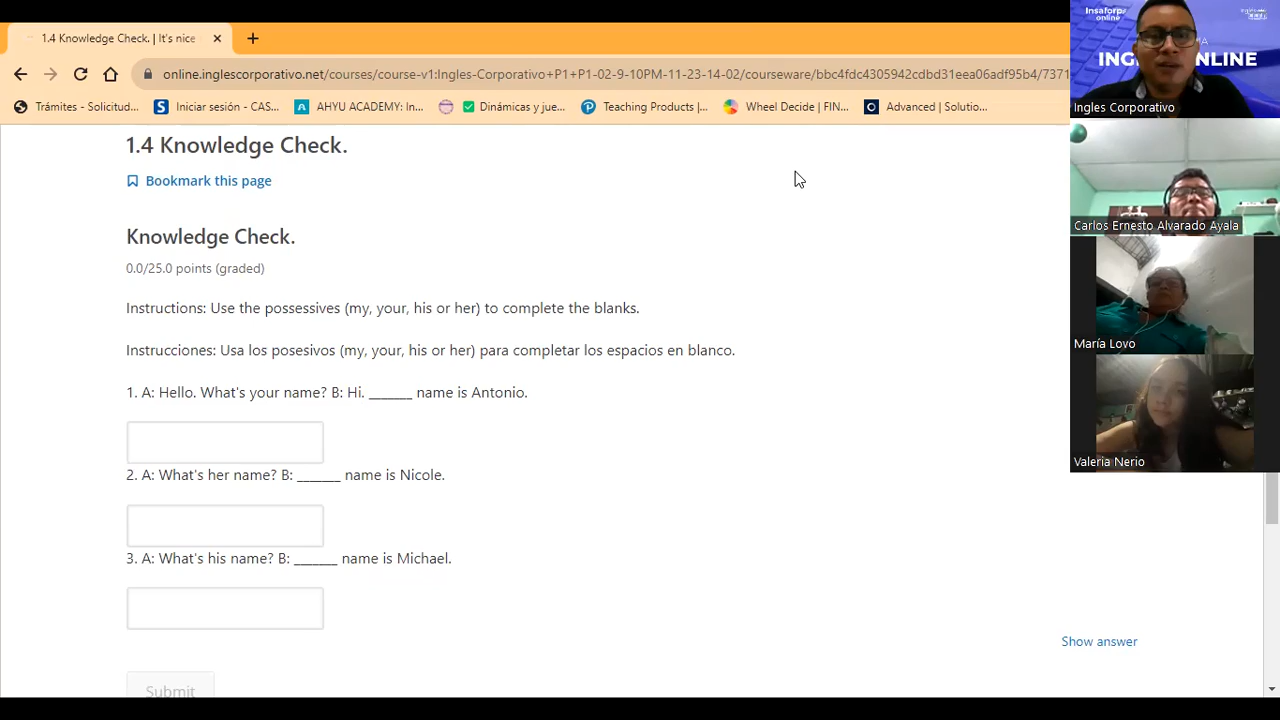 1.4 Knowledge Check. | It's nice
online.inglescorporativo.net/courses/course-v1:Ingles-Corporativo+P1+P1-02-9-10PM-11-23-14-02/courseware/bbc4fdc4305942cdbd31eea06adf95b4/7371
Trámites - Solicitud... Iniciar sesión - CAS... AHYU ACADEMY: In... Dinámicas y jue... Teaching Products |... Wheel Decide | FIN... Advanced | Solutio...
1.4 Knowledge Check.
Bookmark this page
Knowledge Check.
0.0/25.0 points (graded)
Instructions: Use the possessives (my, your, his or her) to complete the blanks.
Instrucciones: Usa los posesivos (my, your, his or her) para completar los espacios en blanco.
1. A: Hello. What's your name? B: Hi. _______ name is Antonio.
2. A: What's her name? B: _______ name is Nicole.
3. A: What's his name? B: _______ name is Michael.
Show answer
Submit
Insaforp
online
Ingles Corporativo
Carlos Ernesto Alvarado Ayala
María Lovo
Valeria Nerio